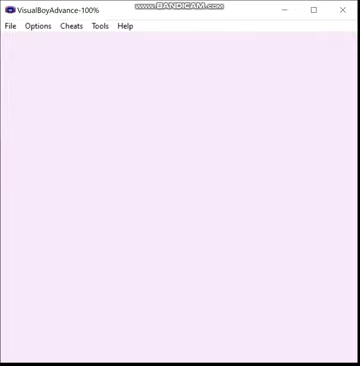 www.BANDICAM.com
VisualBoyAdvance-100%
File Options Cheats Tools Help